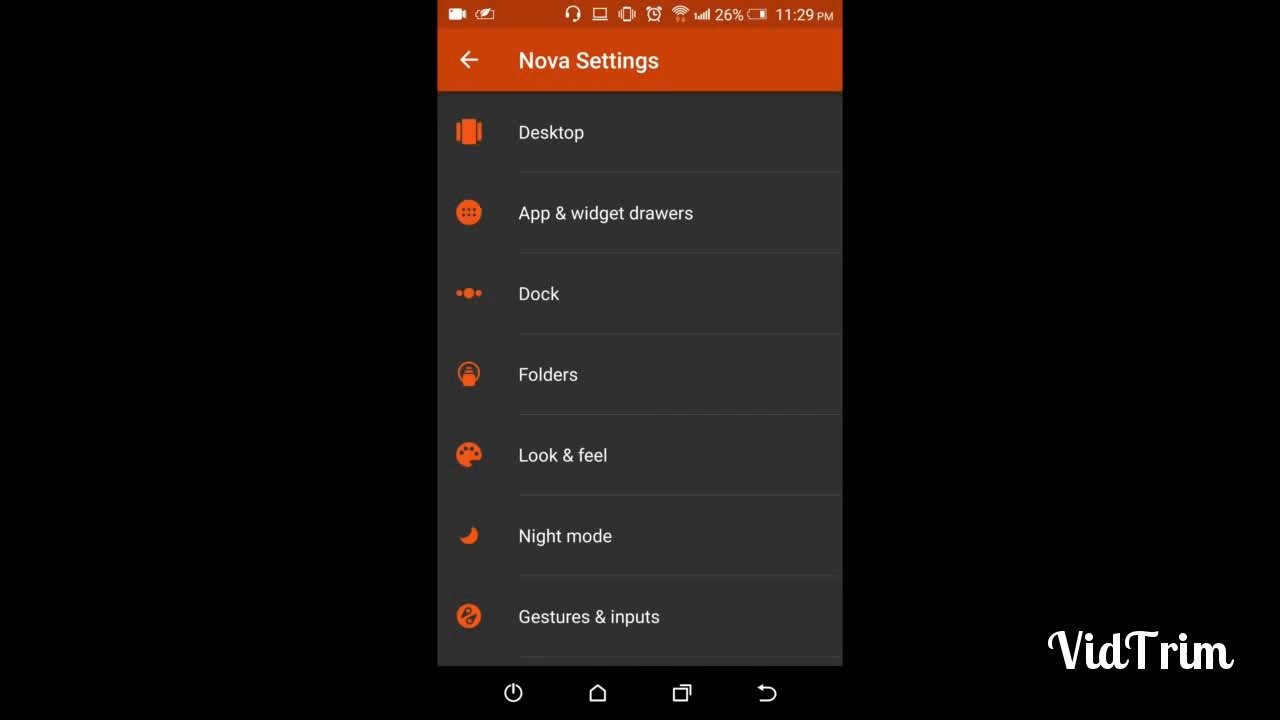 26% 11:29 PM
Nova Settings
Desktop
App & widget drawers
Dock
Folders
Look & feel
Night mode
Gestures & inputs
VidTrim